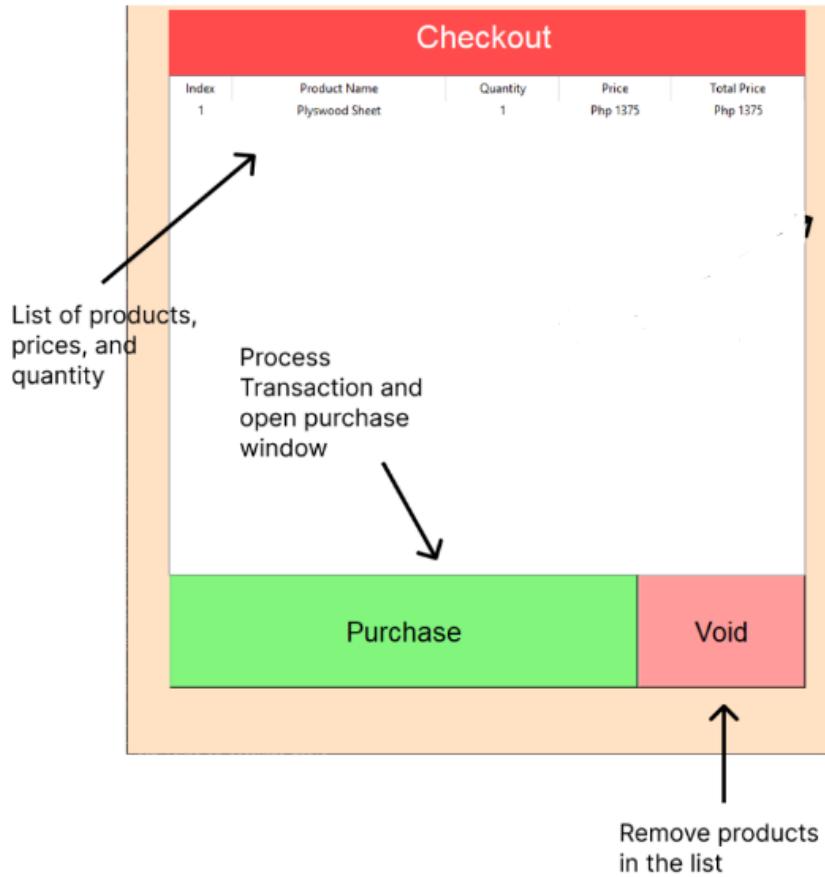 Checkout
Index Product Name Quantity Price Total Price
1 Plyswood Sheet 1 Php 1375 Php 1375
List of products,
prices, and
quantity
Process
Transaction and
open purchase
window
Purchase Void
Remove products
in the list